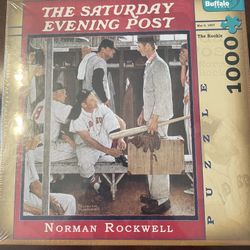 THE SATURDAY
EVENING POST
Buffalo
The Rookie
1000
PUZZLE
NORMAN ROCKWELL